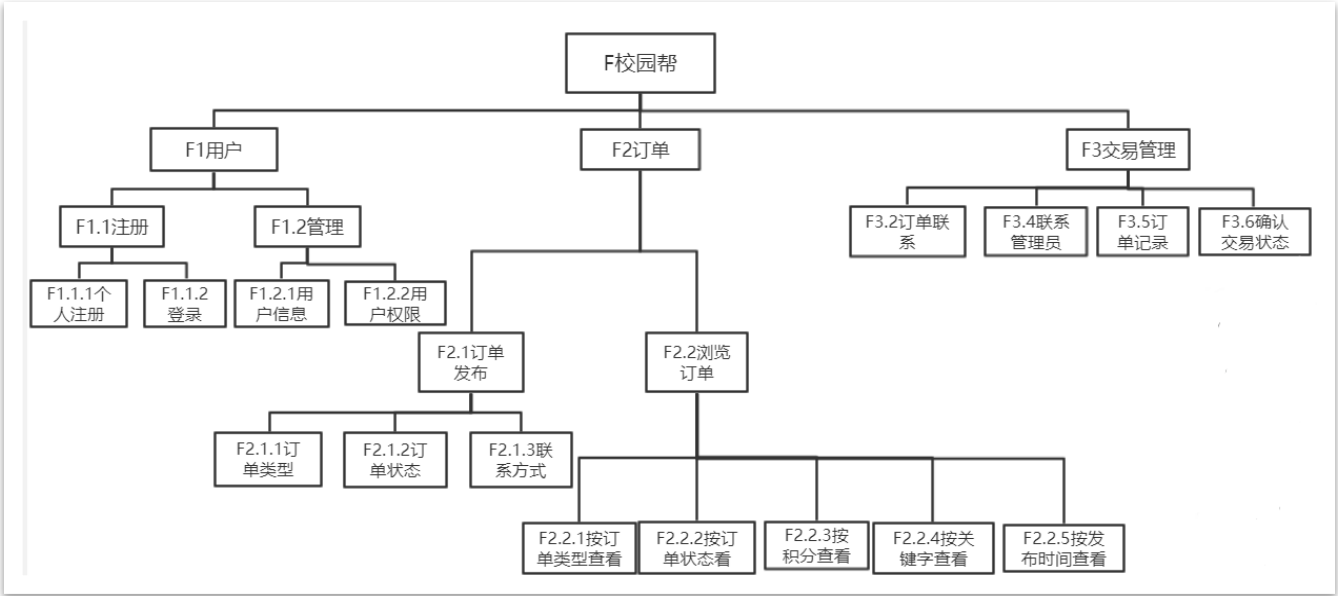 F校园帮
F1用户
F2订单
F3交易管理
F1.1注册
F1.2管理
F3.2订单联
系
F3.4联系
管理员
F3.5订
单记录
F3.6确认
交易状态
F1.1.1个
人注册
F1.1.2
登录
F1.2.1用
户信息
F1.2.2用
户权限
F2.1订单
发布
F2.2浏览
订单
F2.1.1订
单类型
F2.1.2订
单状态
F2.1.3联
系方式
F2.2.1按订
单类型查看
F2.2.2按订
单状态看
F2.2.3按
积分查看
F2.2.4按关
键字查看
F2.2.5按发
布时间查看